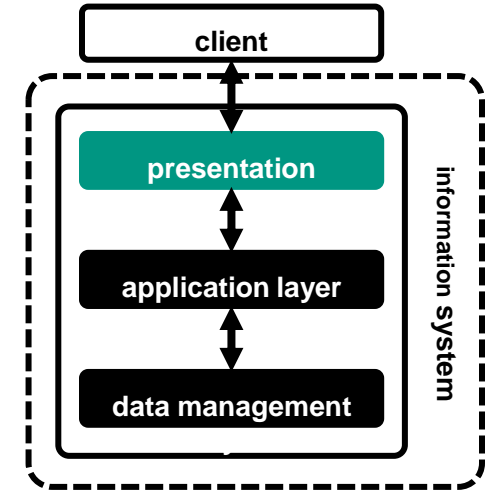 client
presentation
application layer
data management
information system